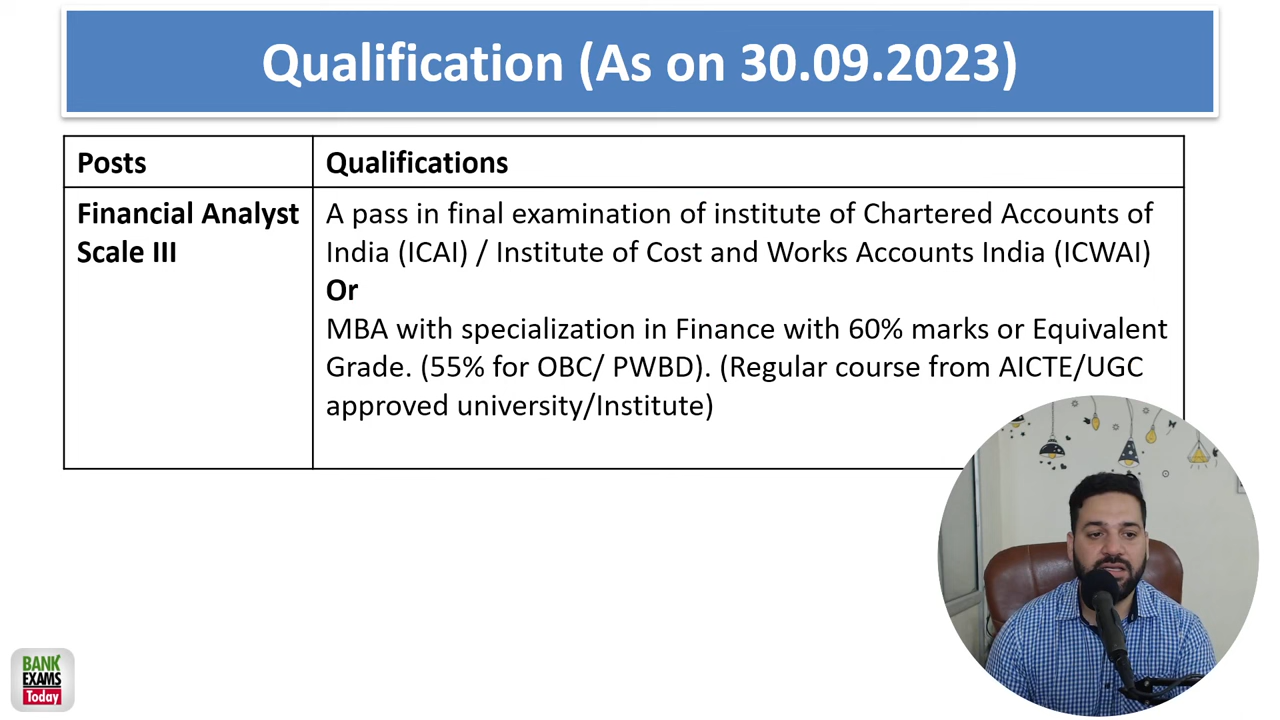 Qualification (As on 30.09.2023)
Posts
Qualifications
Financial Analyst
Scale III
A pass in final examination of institute of Chartered Accounts of
India (ICAI) / Institute of Cost and Works Accounts India (ICWAI)
Or
MBA with specialization in Finance with 60% marks or Equivalent
Grade. (55% for OBC/ PWBD). (Regular course from AICTE/UGC
approved university/Institute)
BANK
EXAMS
Today